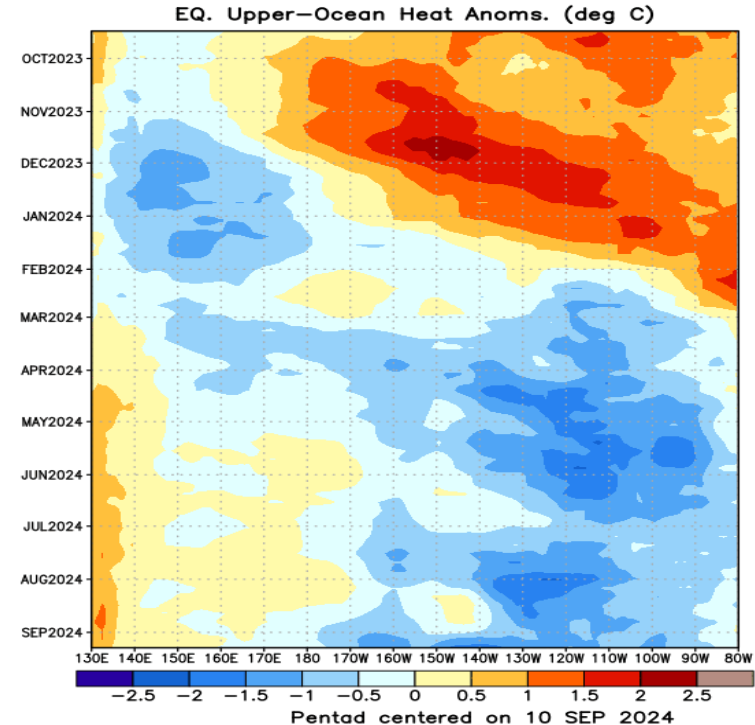 EQ. Upper-Ocean Heat Anoms. (deg C)
OCT2023
NOV2023
DEC2023
JAN2024
FEB2024
MAR2024
APR2024
MAY2024
JUN2024
JUL2024
AUG2024
SEP2024
130E 140E 150E 160E 170E 180 170W 160W 150W 140W 130W 120W 110W 100W 90W 80W
-2.5 -2 -1.5 -1 -0.5 0 0.5 1 1.5 2 2.5
Pentad centered on 10 SEP 2024